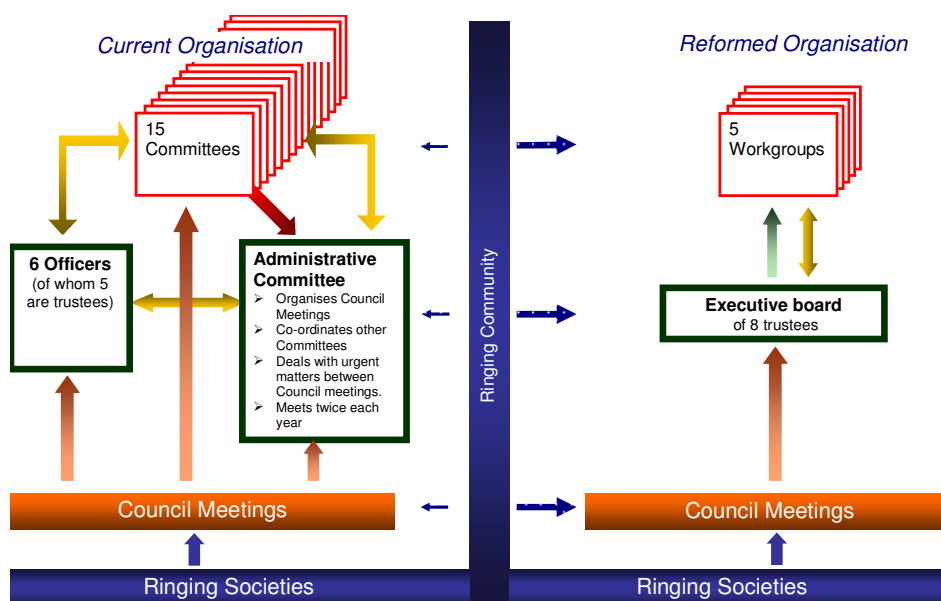 Current Organisation
15
Committees
6 Officers
(of whom 5
are trustees)
Administrative
Committee
➢ Organises Council
Meetings
➢ Co-ordinates other
Committees
➢ Deals with urgent
matters between
Council meetings.
➢ Meets twice each
year
Council Meetings
Ringing Societies
Ringing Community
Reformed Organisation
5
Workgroups
Executive board
of 8 trustees
Council Meetings
Ringing Societies